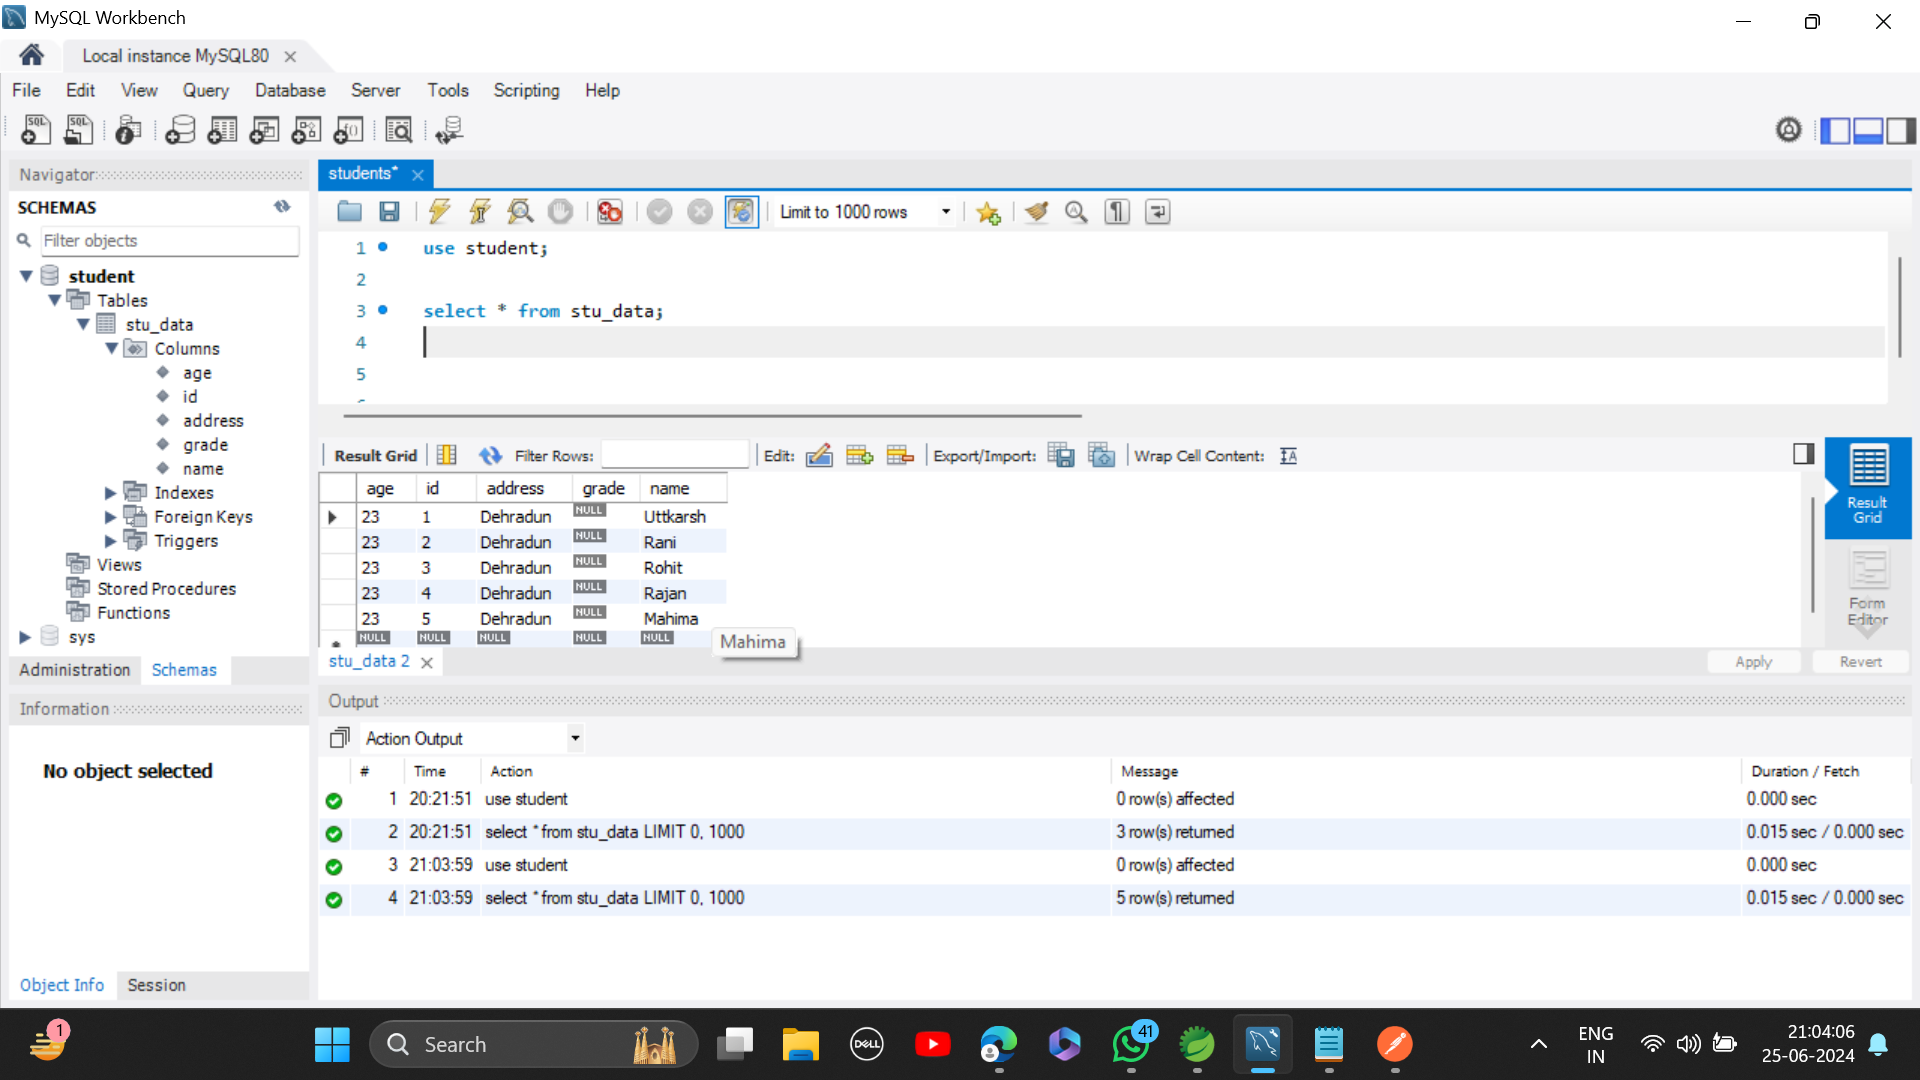 MySQL Workbench
Local instance MySQL80
File Edit View Query Database Server Tools Scripting Help
Navigator
SCHEMAS
Filter objects
student
Tables
stu_data
Columns
age
id
address
grade
name
Indexes
Foreign Keys
Triggers
Views
Stored Procedures
Functions
sys
Administration Schemas
Information
No object selected
Object Info Session
students*
Limit to 1000 rows
1 use student;
2
3 select * from stu_data;
4
5
Result Grid Filter Rows: Edit: Export/Import: Wrap Cell Content:
age id address grade name
23 1 Dehradun NULL Uttkarsh
23 2 Dehradun NULL Rani
23 3 Dehradun NULL Rohit
23 4 Dehradun NULL Rajan
23 5 Dehradun NULL Mahima
NULL NULL NULL NULL NULL
Mahima
Result
Grid
Form
Editor
stu_data 2
Apply Revert
Output
Action Output
# Time Action Message Duration / Fetch
1 20:21:51 use student 0 row(s) affected 0.000 sec
2 20:21:51 select * from stu_data LIMIT 0, 1000 3 row(s) returned 0.015 sec / 0.000 sec
3 21:03:59 use student 0 row(s) affected 0.000 sec
4 21:03:59 select * from stu_data LIMIT 0, 1000 5 row(s) returned 0.015 sec / 0.000 sec
1
Search
DELL
41
ENG
IN
21:04:06
25-06-2024